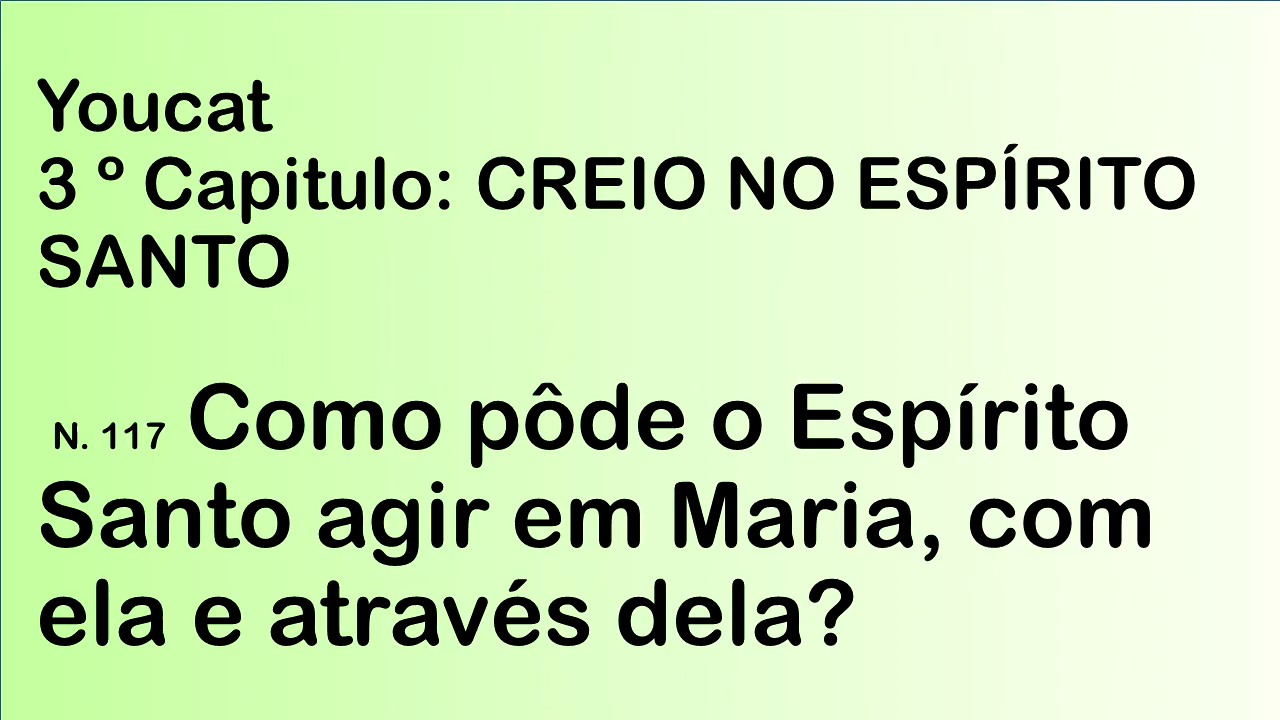 Youcat
3 º Capitulo: CREIO NO ESPÍRITO
SANTO
N. 117 Como pôde o Espírito
Santo agir em Maria, com
ela e através dela?